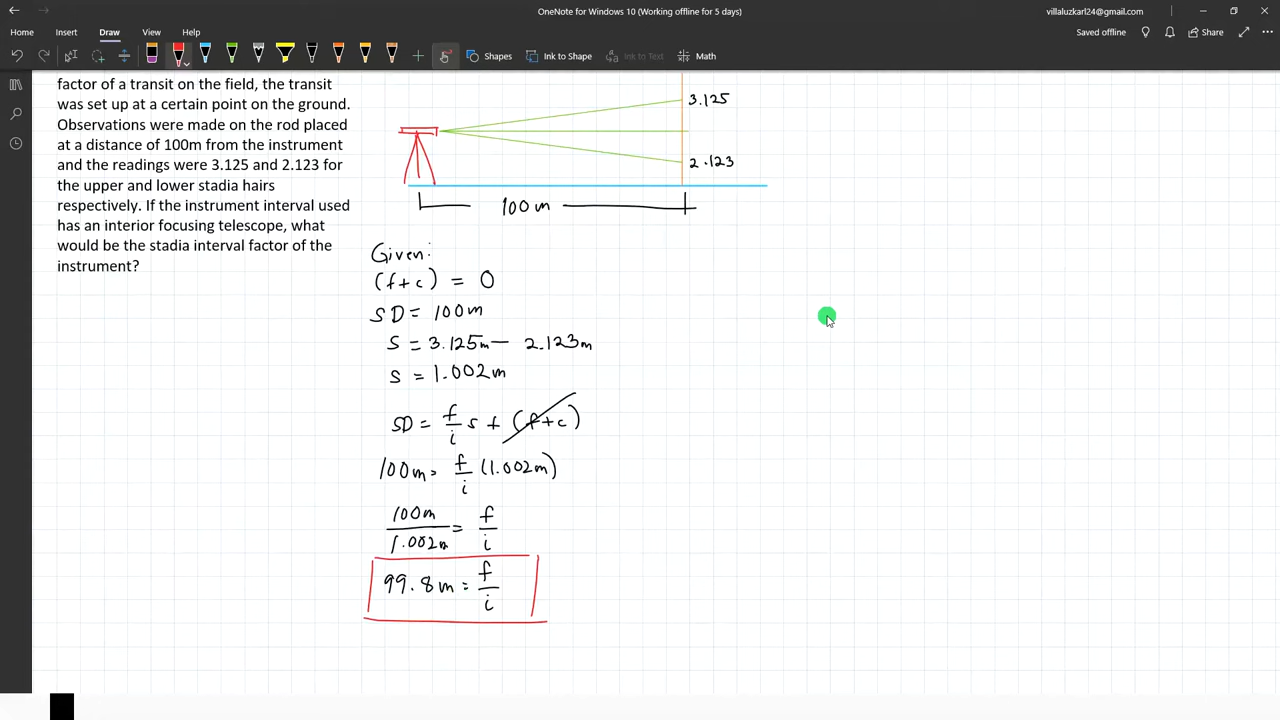 OneNote for Windows 10 (Working offline for 5 days)
villaluzkarl24@gmail.com
Home Insert Draw View Help
Saved offline Share
Shapes Ink to Shape Ink to Text Math
factor of a transit on the field, the transit
was set up at a certain point on the ground.
Observations were made on the rod placed
at a distance of 100m from the instrument
and the readings were 3.125 and 2.123 for
the upper and lower stadia hairs
respectively. If the instrument interval used
has an interior focusing telescope, what
would be the stadia interval factor of the
instrument?
3.125
2.123
100 m
Given:
(f+c) = 0
SD = 100m
S = 3.125m - 2.123m
S = 1.002m
SD = f/i s + (f+c)
100m = f/i (1.002m)
100m/1.002m = f/i
99.8m = f/i